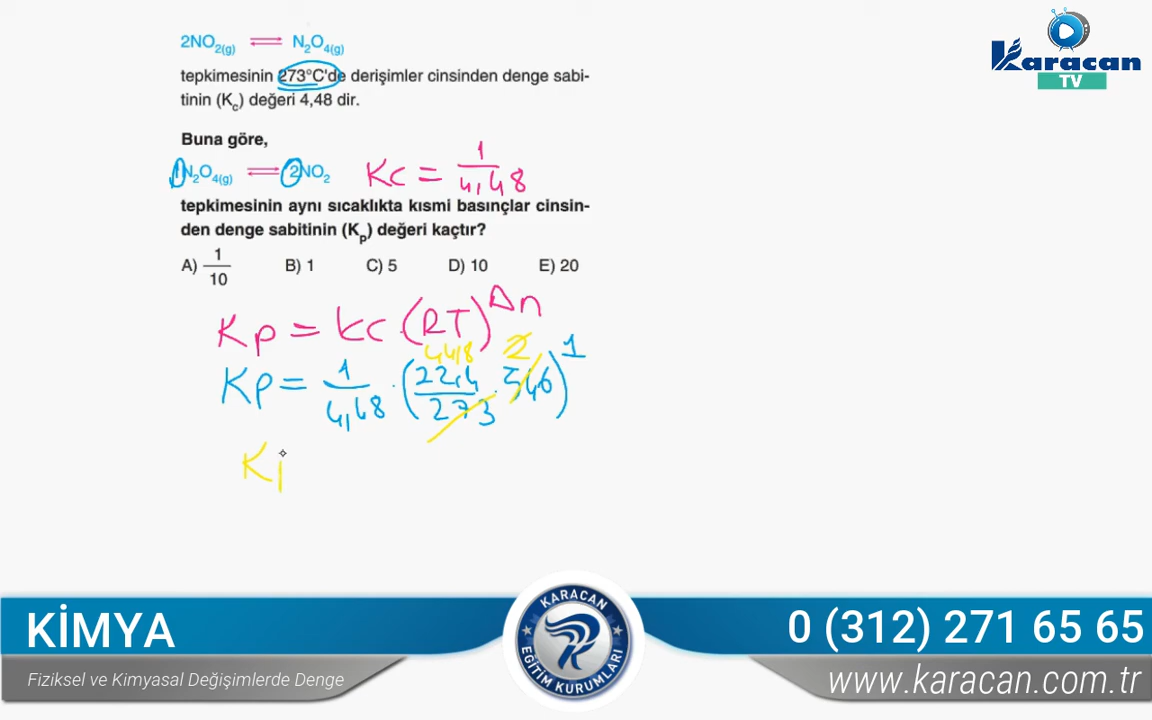 Karacan
TV
2NO₂(g) ⇌ N₂O₄(g)
tepkimesinin 273°C'de derişimler cinsinden denge sabi-
tinin (Kc) değeri 4,48 dir.
Buna göre,
1N₂O₄(g) ⇌ 2NO₂ Kc = 1/4,48
tepkimesinin aynı sıcaklıkta kısmi basınçlar cinsin-
den denge sabitinin (Kp) değeri kaçtır?
A) 1/10 B) 1 C) 5 D) 10 E) 20
Kp = Kc.(RT)^Δn
44,8 2
Kp = 1/4,48 . (22,4/273 . 546)^1
KARACAN
EĞİTİM KURUMLARI
KİMYA
Fiziksel ve Kimyasal Değişimlerde Denge
0 (312) 271 65 65
www.karacan.com.tr